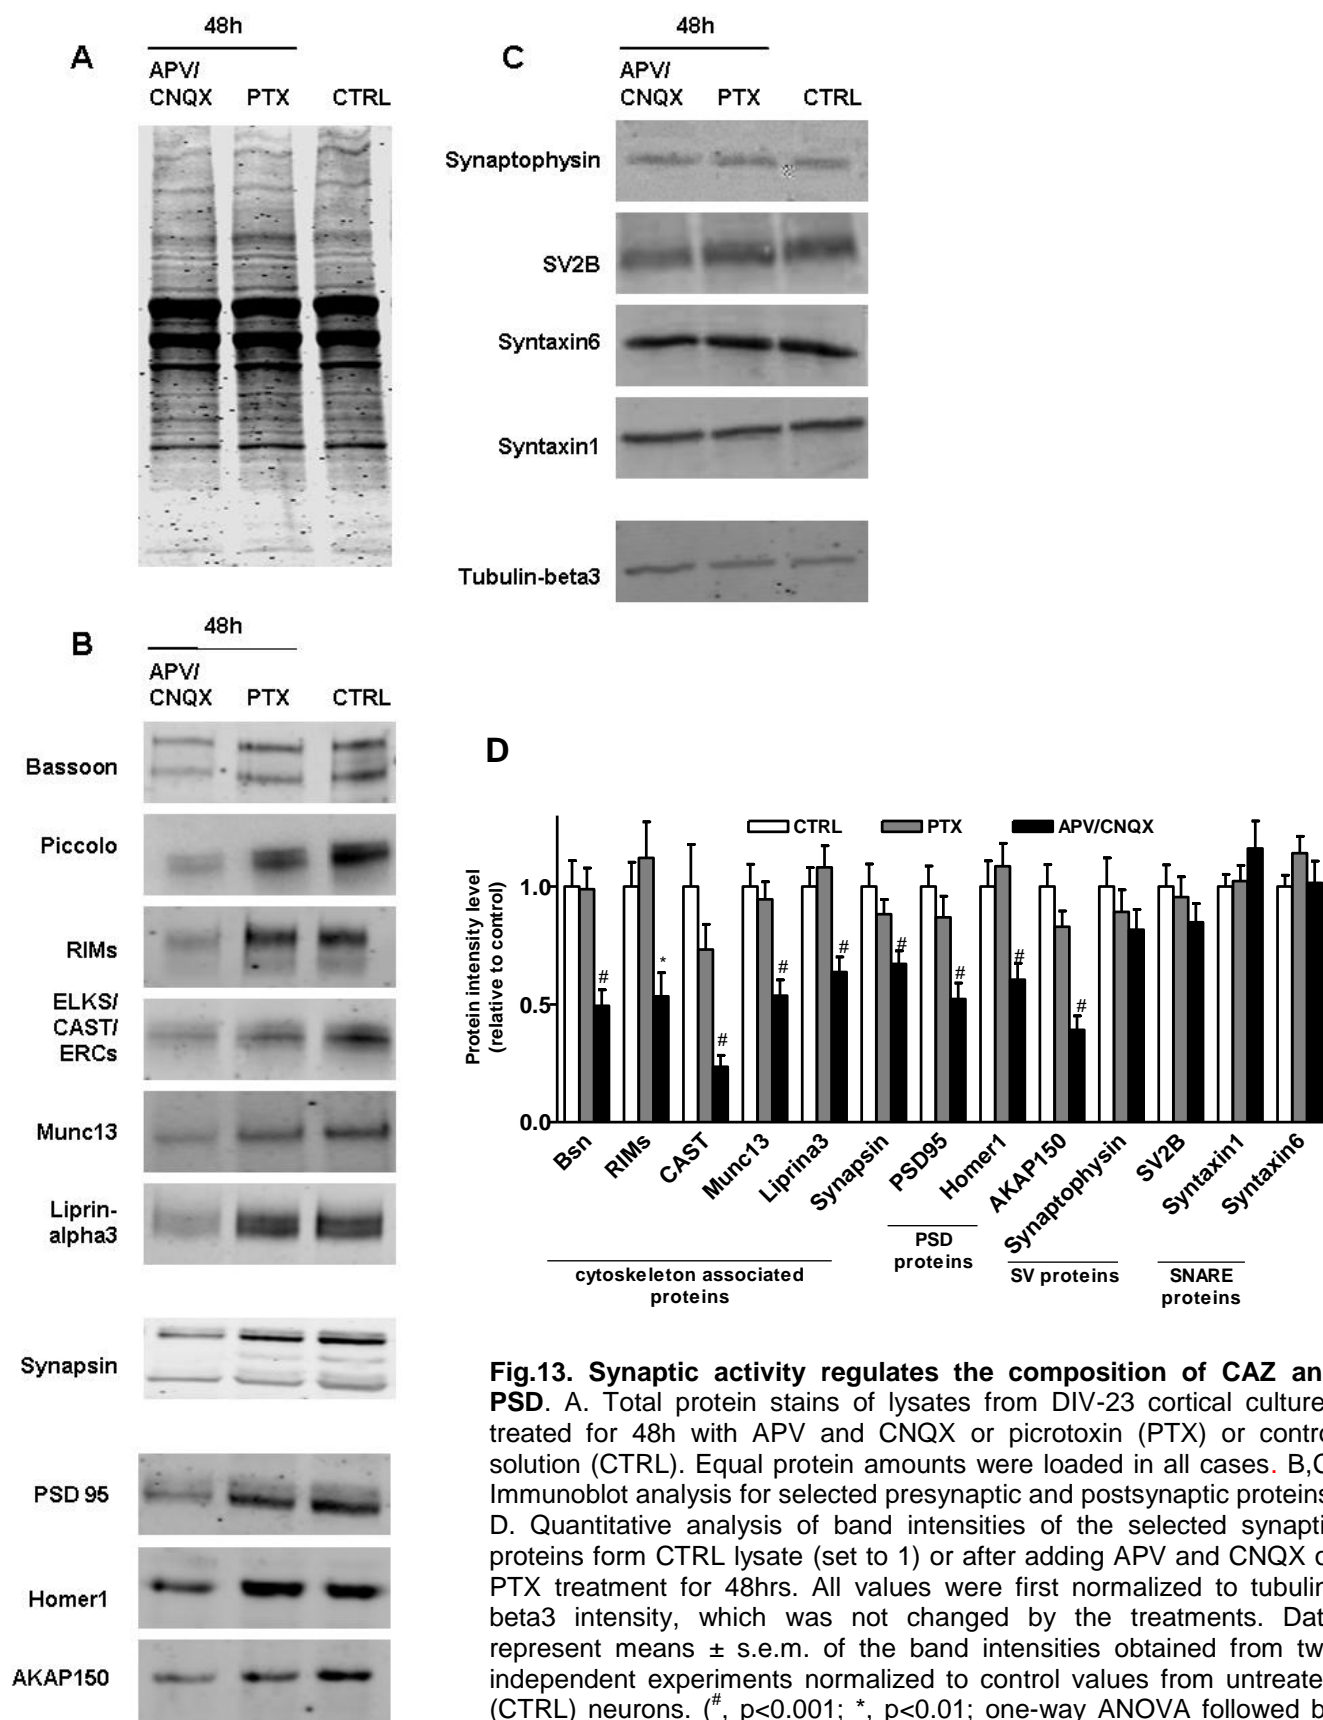 A
48h
APV/
CNQX PTX CTRL
B
48h
APV/
CNQX PTX CTRL
Bassoon
Piccolo
RIMs
ELKS/
CAST/
ERCs
Munc13
Liprin-
alpha3
Synapsin
PSD 95
Homer1
AKAP150
C
48h
APV/
CNQX PTX CTRL
Synaptophysin
SV2B
Syntaxin6
Syntaxin1
Tubulin-beta3
D
CTRL PTX APV/CNQX
Protein intensity level
(relative to control)
1.0
0.5
0.0
# * # # # # # # #
Bsn RIMs CAST Munc13 Liprina3 Synapsin PSD95 Homer1 AKAP150 Synaptophysin SV2B Syntaxin1 Syntaxin6
cytoskeleton associated
proteins
PSD
proteins
SV proteins
SNARE
proteins
Fig.13. Synaptic activity regulates the composition of CAZ an
PSD. A. Total protein stains of lysates from DIV-23 cortical culture
treated for 48h with APV and CNQX or picrotoxin (PTX) or contro
solution (CTRL). Equal protein amounts were loaded in all cases. B,C
Immunoblot analysis for selected presynaptic and postsynaptic proteins
D. Quantitative analysis of band intensities of the selected synapti
proteins form CTRL lysate (set to 1) or after adding APV and CNQX o
PTX treatment for 48hrs. All values were first normalized to tubulin
beta3 intensity, which was not changed by the treatments. Dat
represent means ± s.e.m. of the band intensities obtained from tw
independent experiments normalized to control values from untreate
(CTRL) neurons. (#, p<0.001; *, p<0.01; one-way ANOVA followed b